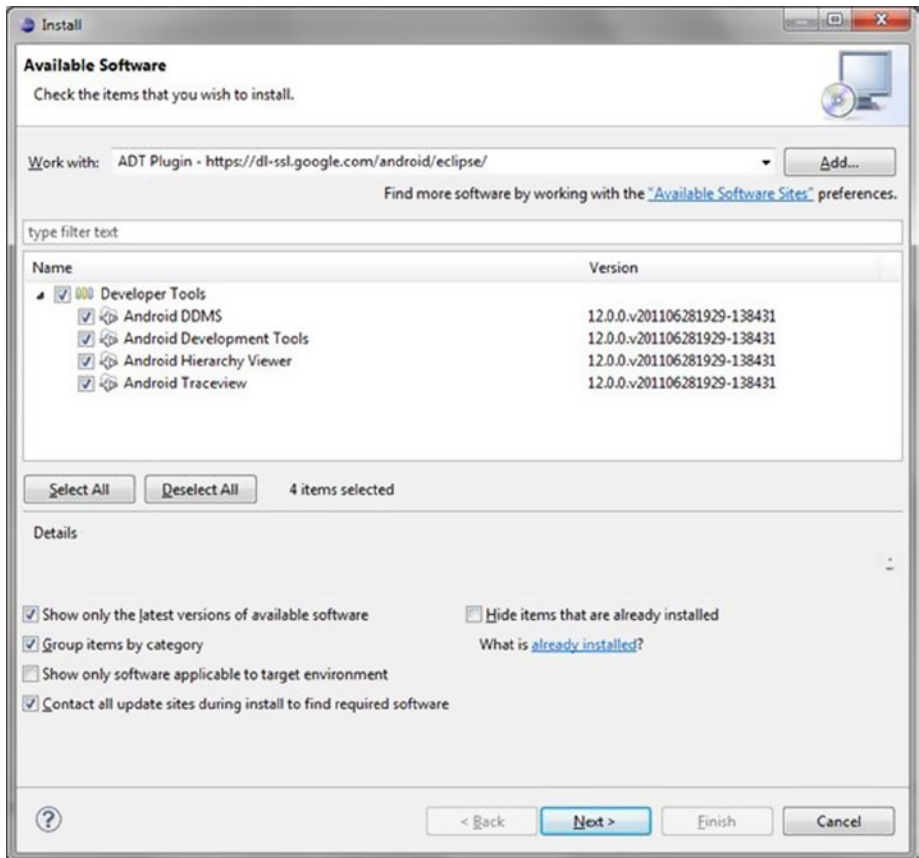 Install
Available Software
Check the items that you wish to install.
Work with: ADT Plugin - https://dl-ssl.google.com/android/eclipse/ Add...
Find more software by working with the "Available Software Sites" preferences.
type filter text
Name Version
Developer Tools
Android DDMS 12.0.0.v201106281929-138431
Android Development Tools 12.0.0.v201106281929-138431
Android Hierarchy Viewer 12.0.0.v201106281929-138431
Android Traceview 12.0.0.v201106281929-138431
Select All Deselect All 4 items selected
Details
Show only the latest versions of available software Hide items that are already installed
Group items by category What is already installed?
Show only software applicable to target environment
Contact all update sites during install to find required software
? < Back Next > Finish Cancel